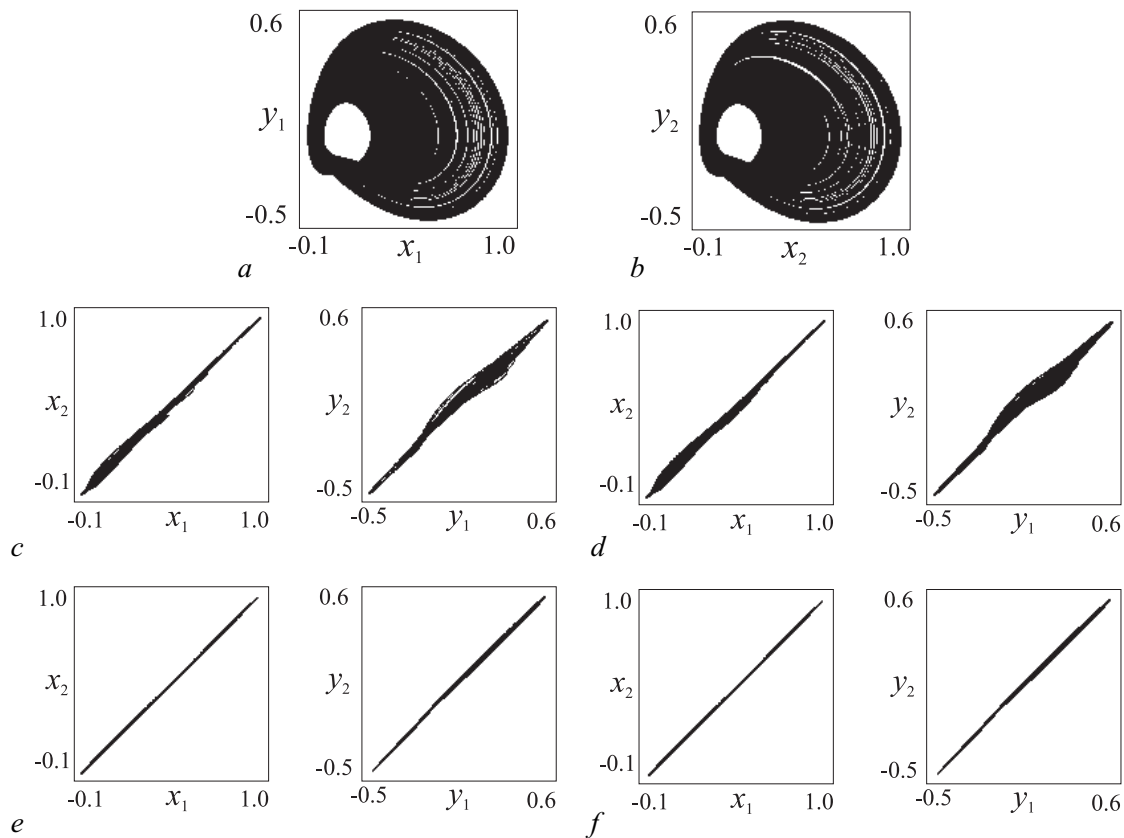 0.6 0.6
y₁ y₂
-0.5 -0.5
-0.1 x₁ 1.0 -0.1 x₂ 1.0
a b
1.0 0.6 1.0 0.6
x₂ y₂ x₂ y₂
-0.1 -0.5 -0.1 -0.5
-0.1 x₁ 1.0 -0.5 y₁ 0.6 -0.1 x₁ 1.0 -0.5 y₁ 0.6
c d
1.0 0.6 1.0 0.6
x₂ y₂ x₂ y₂
-0.1 -0.5 -0.1 -0.5
-0.1 x₁ 1.0 -0.5 y₁ 0.6 -0.1 x₁ 1.0 -0.5 y₁ 0.6
e f